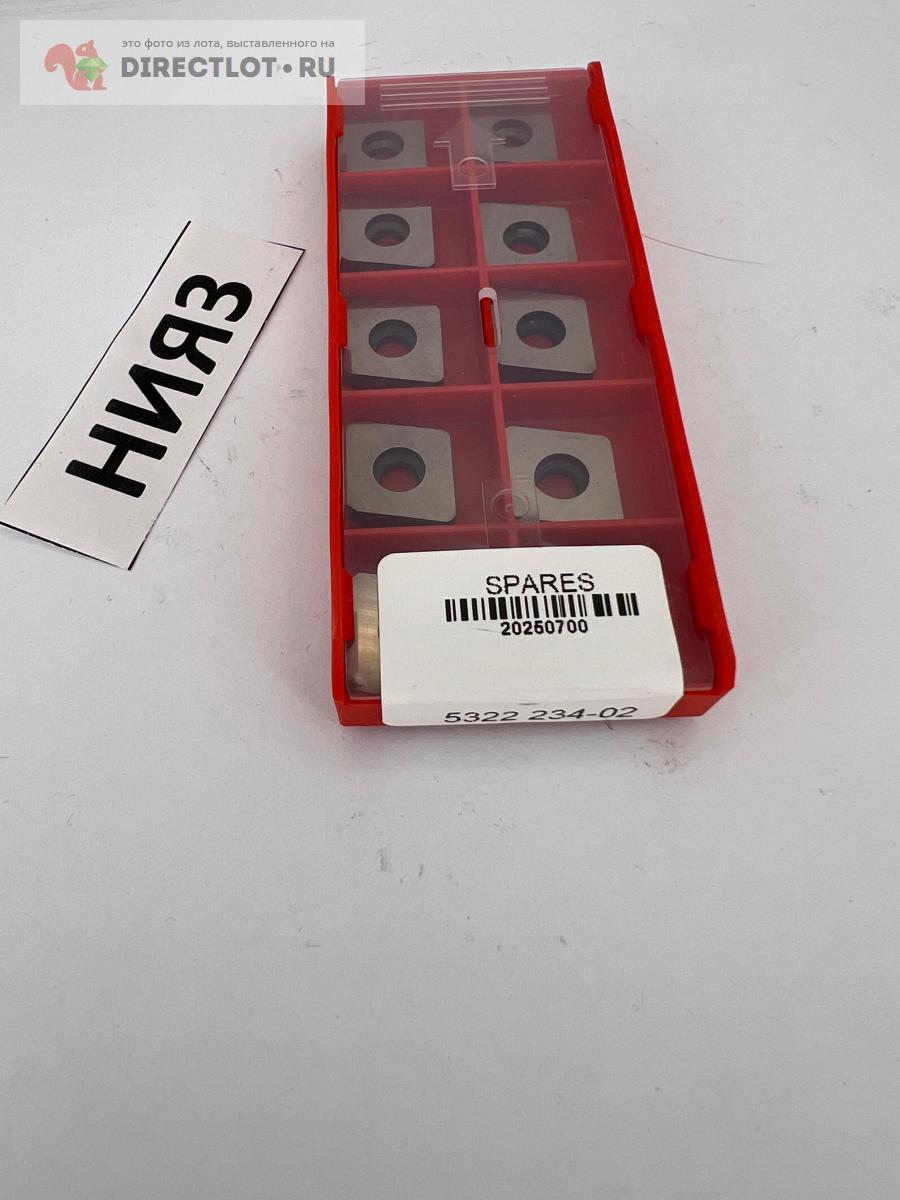 это фото из лота, выставленного на
DIRECTLOT.RU
НИЯЗ
SPARES
20250700
5322 234-02